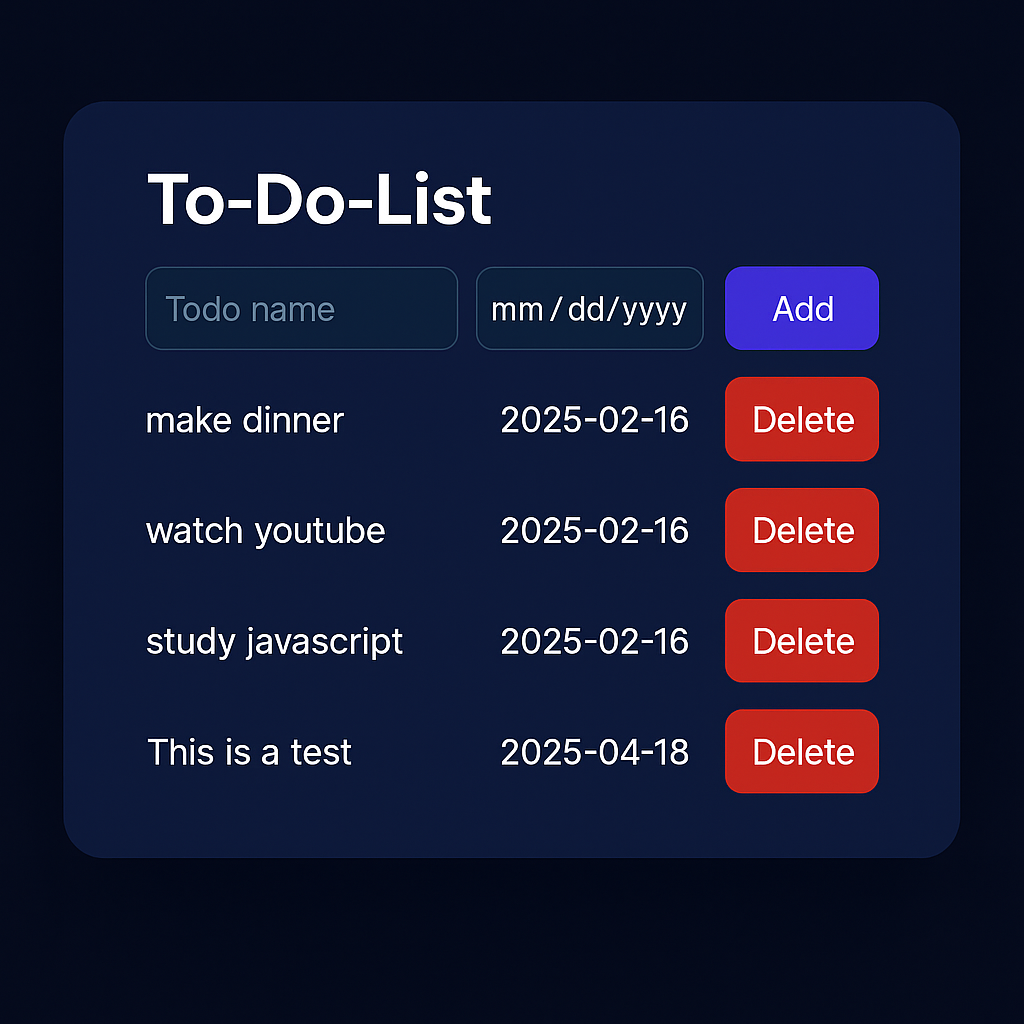 To-Do-List
Todo name mm/dd/yyyy Add
make dinner 2025-02-16 Delete
watch youtube 2025-02-16 Delete
study javascript 2025-02-16 Delete
This is a test 2025-04-18 Delete